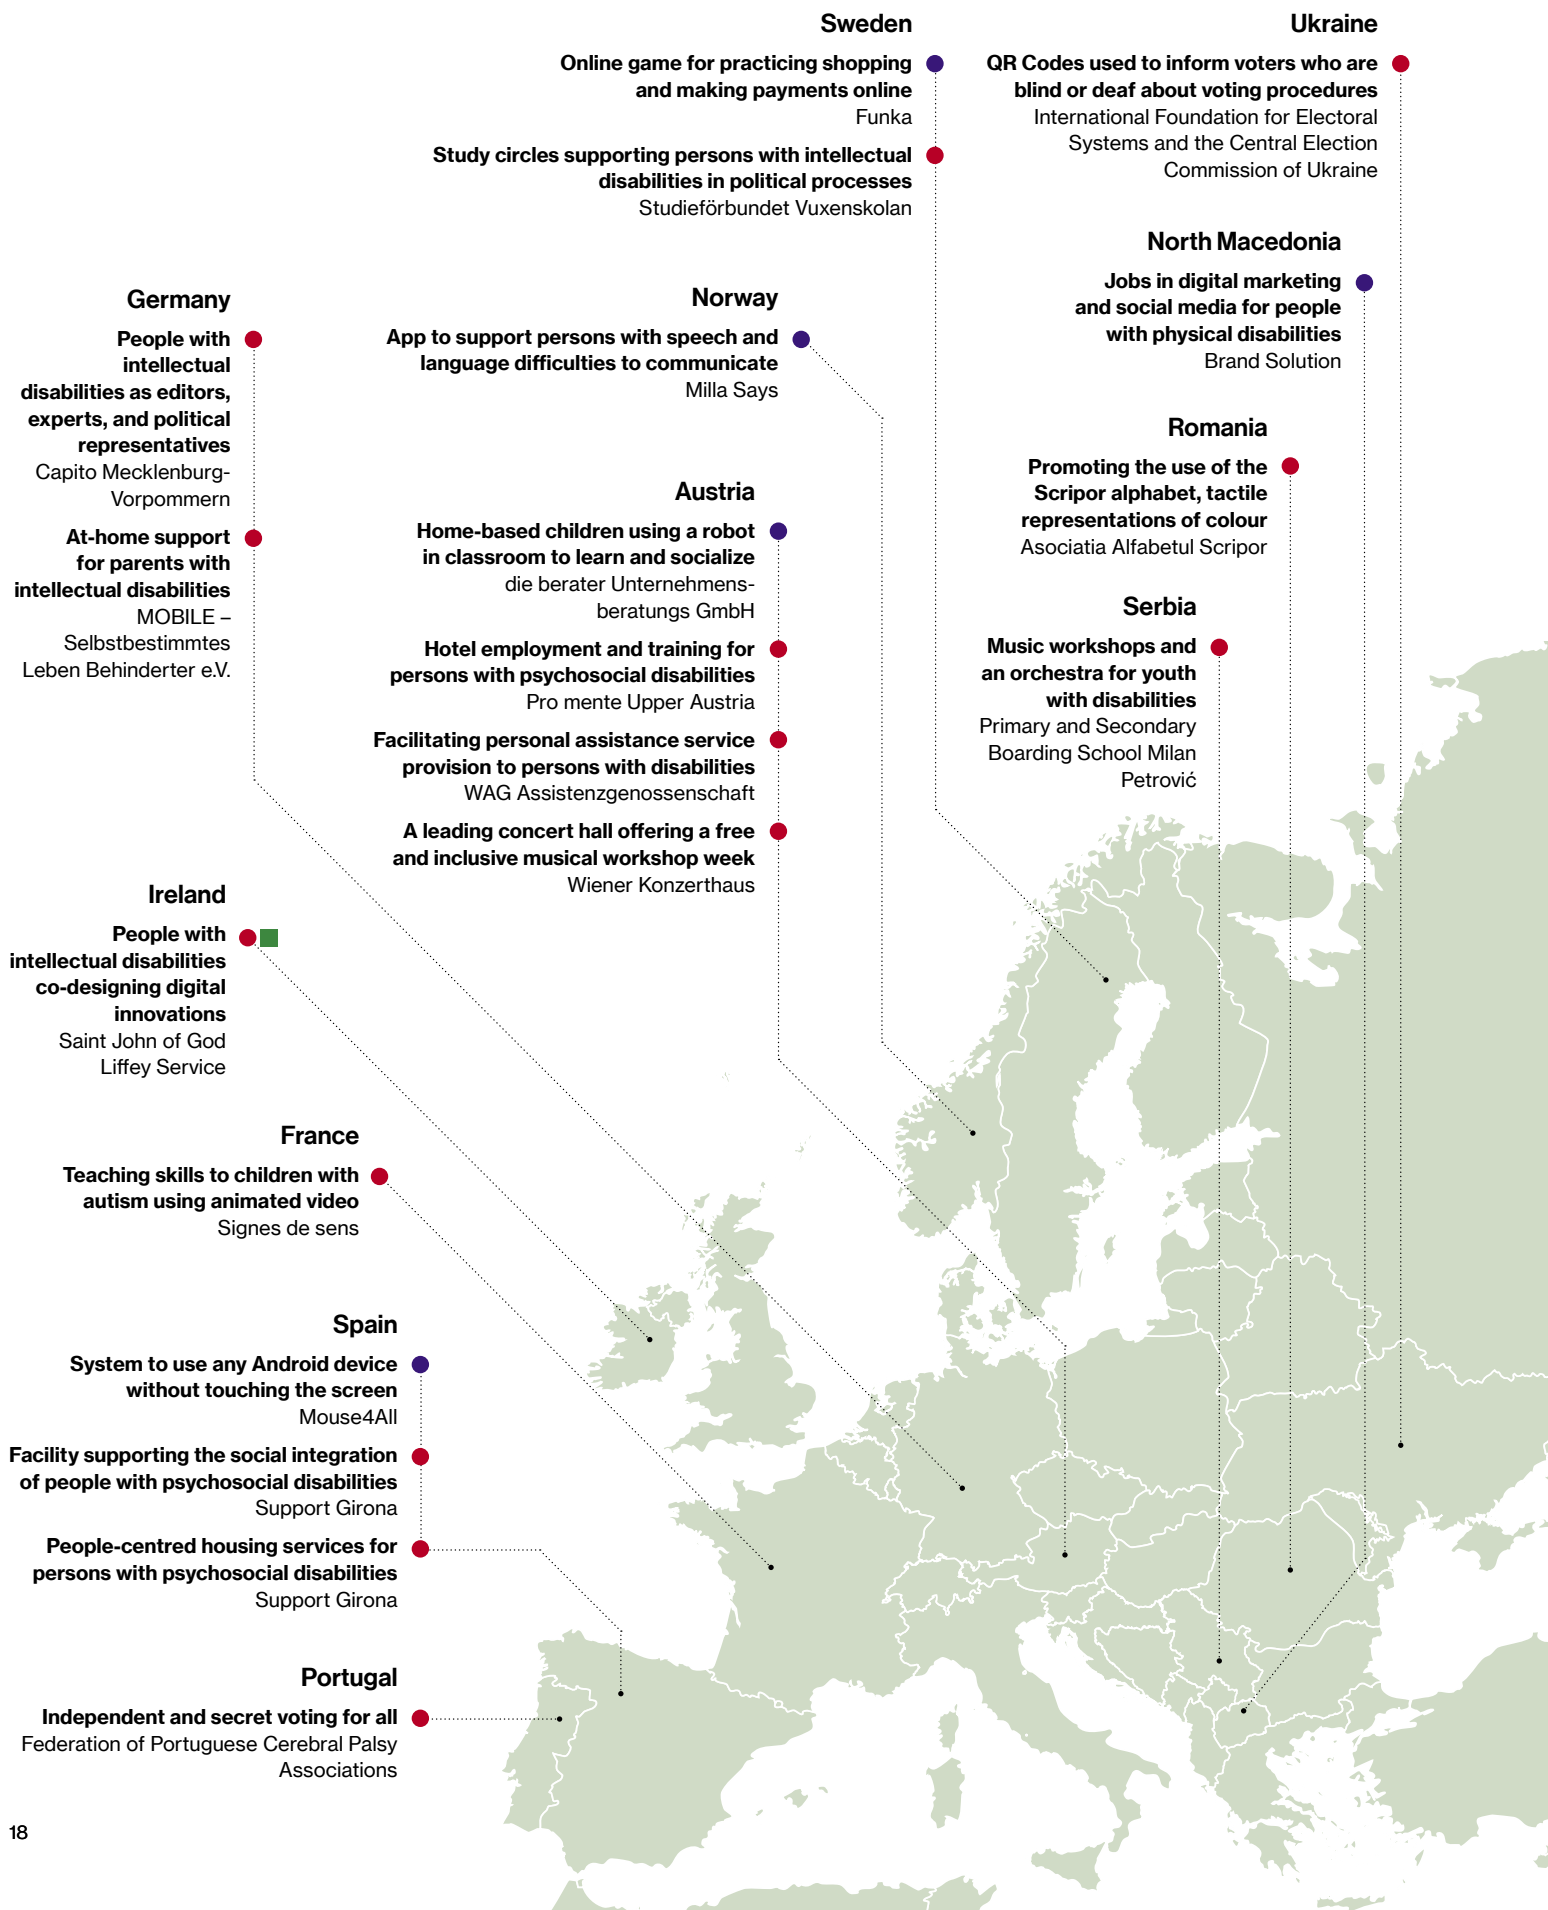 Sweden
Online game for practicing shopping
and making payments online
Funka
Study circles supporting persons with intellectual
disabilities in political processes
Studieförbundet Vuxenskolan
Ukraine
QR Codes used to inform voters who are
blind or deaf about voting procedures
International Foundation for Electoral
Systems and the Central Election
Commission of Ukraine
North Macedonia
Jobs in digital marketing
and social media for people
with physical disabilities
Brand Solution
Germany
People with
intellectual
disabilities as editors,
experts, and political
representatives
Capito Mecklenburg-
Vorpommern
At-home support
for parents with
intellectual disabilities
MOBILE –
Selbstbestimmtes
Leben Behinderter e.V.
Norway
App to support persons with speech and
language difficulties to communicate
Milla Says
Romania
Promoting the use of the
Scripor alphabet, tactile
representations of colour
Asociatia Alfabetul Scripor
Austria
Home-based children using a robot
in classroom to learn and socialize
die berater Unternehmens-
beratungs GmbH
Hotel employment and training for
persons with psychosocial disabilities
Pro mente Upper Austria
Facilitating personal assistance service
provision to persons with disabilities
WAG Assistenzgenossenschaft
A leading concert hall offering a free
and inclusive musical workshop week
Wiener Konzerthaus
Serbia
Music workshops and
an orchestra for youth
with disabilities
Primary and Secondary
Boarding School Milan
Petrović
Ireland
People with
intellectual disabilities
co-designing digital
innovations
Saint John of God
Liffey Service
France
Teaching skills to children with
autism using animated video
Signes de sens
Spain
System to use any Android device
without touching the screen
Mouse4All
Facility supporting the social integration
of people with psychosocial disabilities
Support Girona
People-centred housing services for
persons with psychosocial disabilities
Support Girona
Portugal
Independent and secret voting for all
Federation of Portuguese Cerebral Palsy
Associations
18